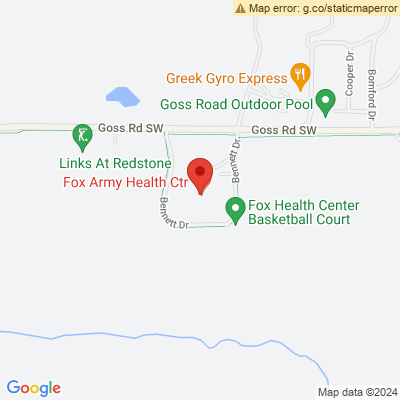 Map error: g.co/staticmaperror
Cooper Dr
Bomford Dr
Greek Gyro Express
Goss Road Outdoor Pool
Goss Rd SW
Goss Rd SW
Links At Redstone
Bennett Dr
Fox Army Health Ctr
Bennett Dr
Fox Health Center
Basketball Court
Google
Map data ©2024